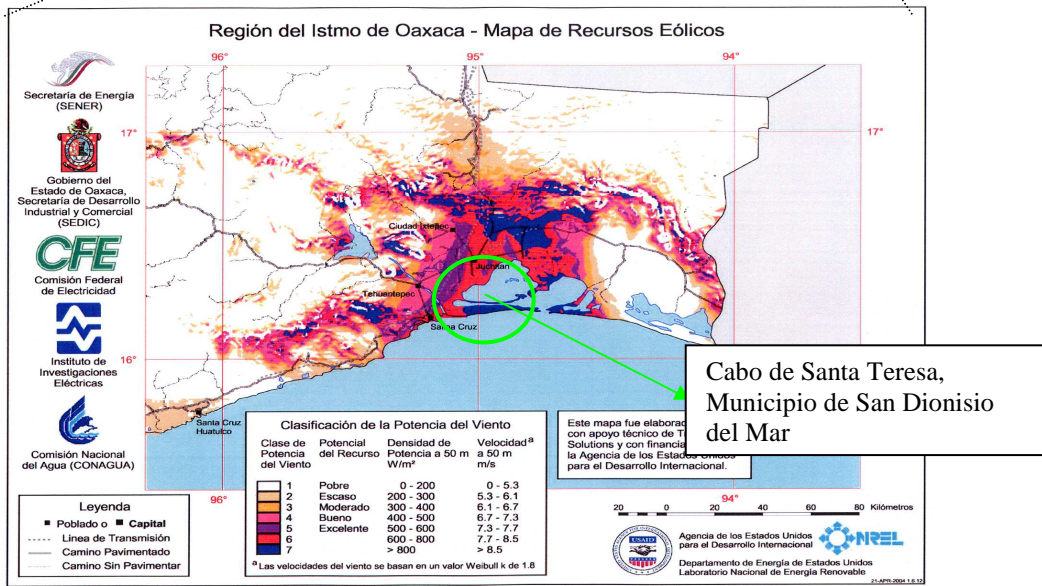 Región del Istmo de Oaxaca - Mapa de Recursos Eólicos
96°
95°
94°
17°
17°
16°
96°
94°
Secretaría de Energía
(SENER)
Gobierno del
Estado de Oaxaca,
Secretaría de Desarrollo
Industrial y Comercial
(SEDIC)
CFE
Comisión Federal
de Electricidad
Instituto de
Investigaciones
Eléctricas
Comisión Nacional
del Agua (CONAGUA)
Ciudad Ixtepec
Juchitan
Tehuantepec
Salina Cruz
Santa Cruz
Huatulco
Cabo de Santa Teresa,
Municipio de San Dionisio
del Mar
Leyenda
Poblado o Capital
Linea de Transmisión
Camino Pavimentado
Camino Sin Pavimentar
Clasificación de la Potencia del Viento
Clase de Potencia del Viento
Potencial del Recurso
Densidad de Potencia a 50 m W/m²
Velocidad a a 50 m m/s
1 Pobre 0 - 200 0 - 5.3
2 Escaso 200 - 300 5.3 - 6.1
3 Moderado 300 - 400 6.1 - 6.7
4 Bueno 400 - 500 6.7 - 7.3
5 Excelente 500 - 600 7.3 - 7.7
6 600 - 800 7.7 - 8.5
7 > 800 > 8.5
a Las velocidades del viento se basan en un valor Weibull k de 1.8
Este mapa fue elaborad
con apoyo técnico de T
Solutions y con financia
la Agencia de los Estados Unidos
para el Desarrollo Internacional.
20 0 20 40 60 80 Kilómetros
USAID
Agencia de los Estados Unidos
para el Desarrollo Internacional
NREL
Departamento de Energía de Estados Unidos
Laboratorio Nacional de Energía Renovable
21-APR-2004 1.6.12